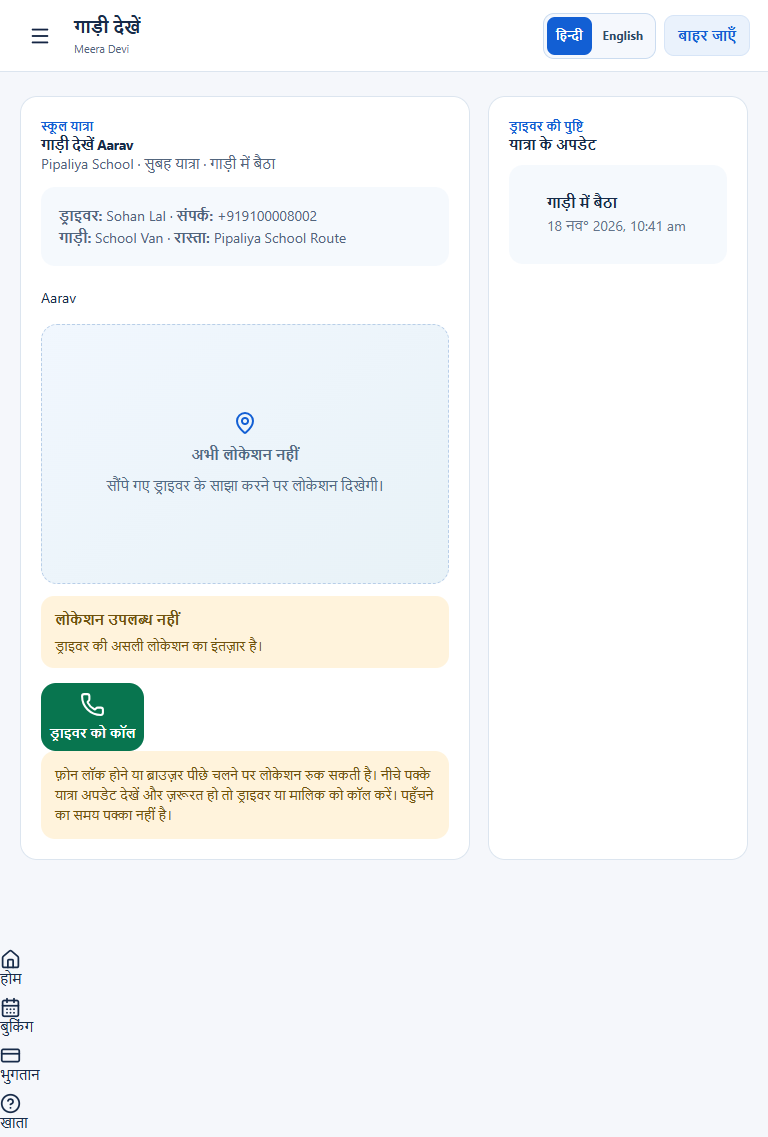 गाड़ी देखें
Meera Devi
हिन्दी
English
बाहर जाएँ
स्कूल यात्रा
गाड़ी देखें Aarav
Pipaliya School · सुबह यात्रा · गाड़ी में बैठा
ड्राइवर: Sohan Lal · संपर्क: +919100008002
गाड़ी: School Van · रास्ता: Pipaliya School Route
Aarav
अभी लोकेशन नहीं
सौंपे गए ड्राइवर के साझा करने पर लोकेशन दिखेगी।
लोकेशन उपलब्ध नहीं
ड्राइवर की असली लोकेशन का इंतज़ार है।
ड्राइवर को कॉल
फ़ोन लॉक होने या ब्राउज़र पीछे चलने पर लोकेशन रुक सकती है। नीचे पक्के
यात्रा अपडेट देखें और ज़रूरत हो तो ड्राइवर या मालिक को कॉल करें। पहुँचने
का समय पक्का नहीं है।
ड्राइवर की पुष्टि
यात्रा के अपडेट
गाड़ी में बैठा
18 नव° 2026, 10:41 am
होम
बुकिंग
भुगतान
खाता